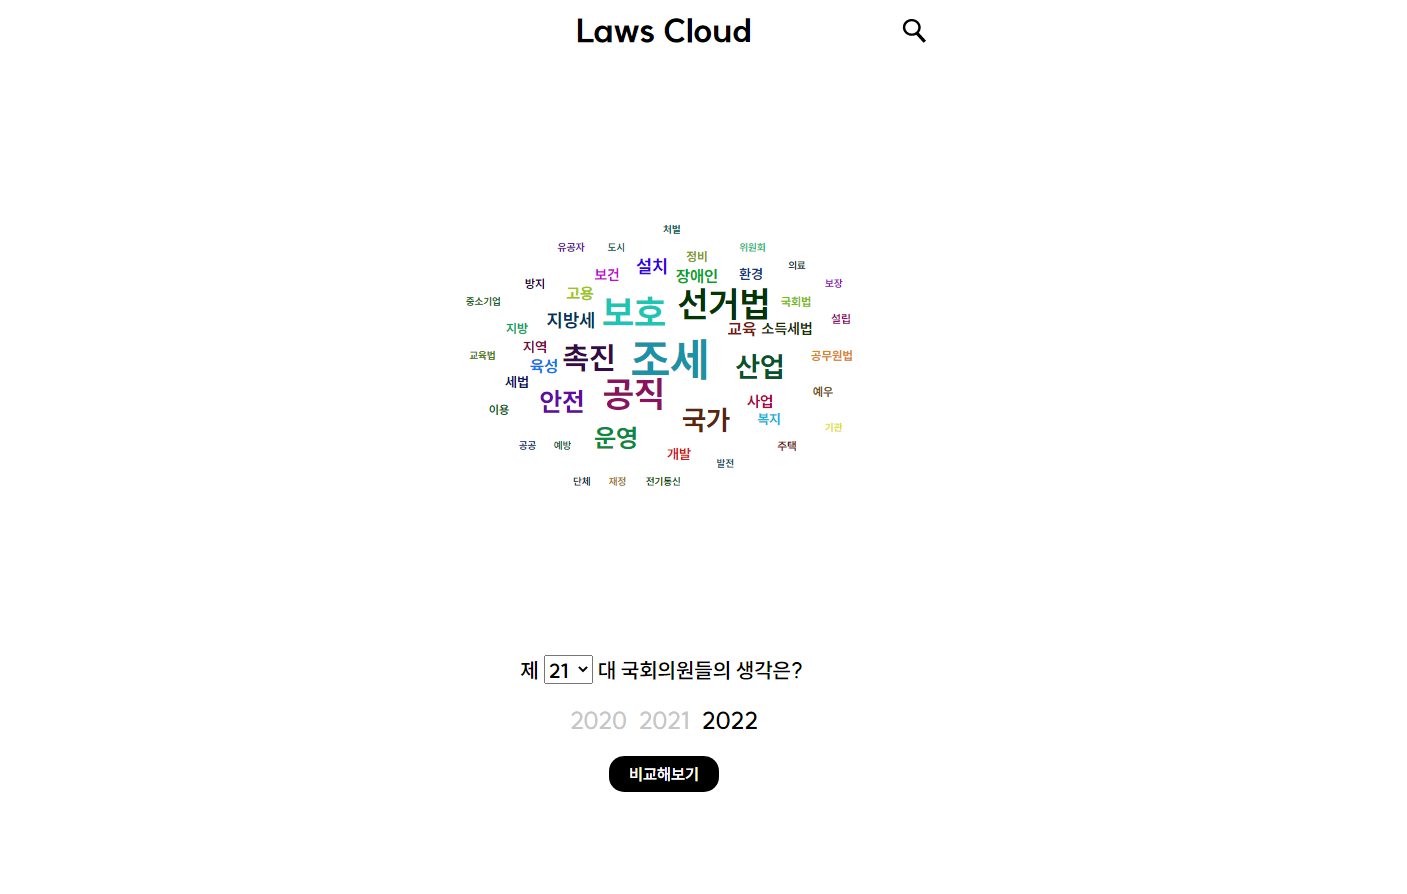 Laws Cloud
처벌
유공자 도시 위원회
정비
설치 의료
보건 장애인 환경
방지 보장
고용
중소기업 보호 선거법 국회법
지방세 설립
지방 교육 소득세법
지역
교육법 촉진 조세 공무원법
육성 산업
세법
안전 공직 예우
이용 사업
국가 복지
기관
운영
공공 예방 주택
개발
발전
단체 재정 전기통신
제 21 대 국회의원들의 생각은?
2020 2021 2022
비교해보기